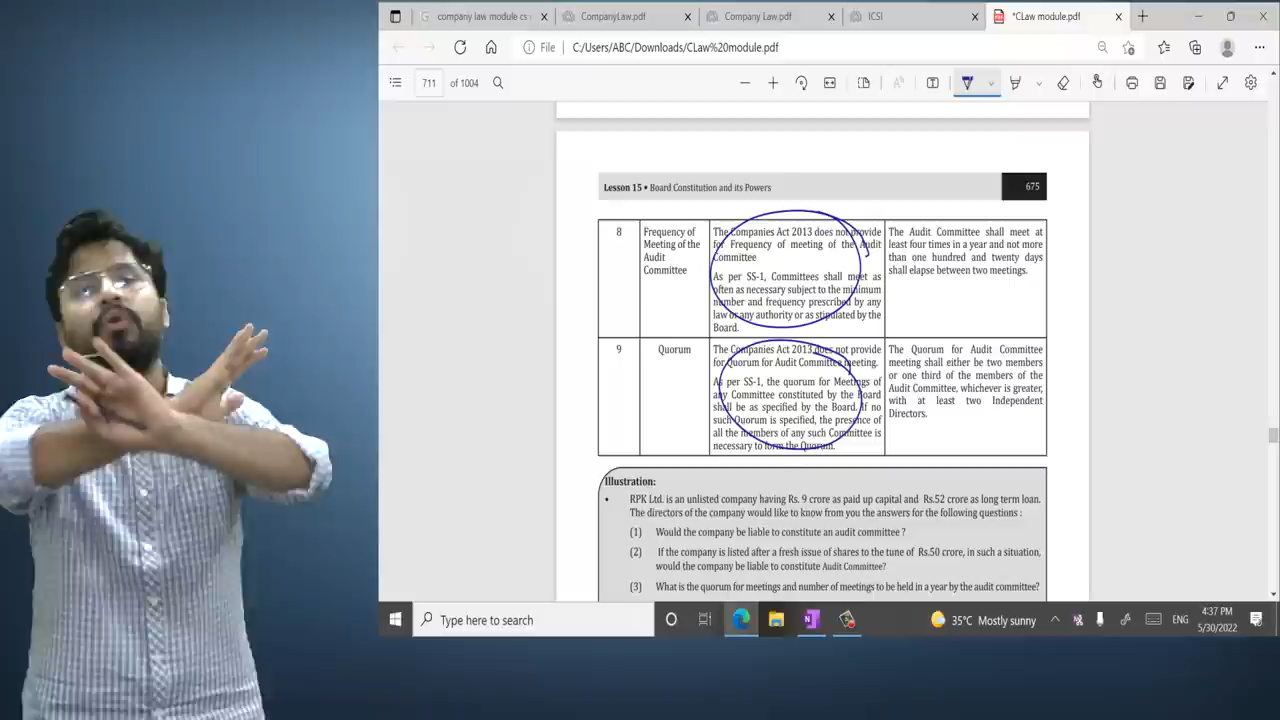 company law module cs
CompanyLaw.pdf
Company Law.pdf
ICSI
*CLaw module.pdf
File
C:/Users/ABC/Downloads/CLaw%20module.pdf
711 of 1004
Lesson 15 • Board Constitution and its Powers
675
8
Frequency of
Meeting of the
Audit
Committee
The Companies Act 2013 does not provide
for Frequency of meeting of the Audit
Committee
As per SS-1, Committees shall meet as
often as necessary subject to the minimum
number and frequency prescribed by any
law or any authority or as stipulated by the
Board.
The Audit Committee shall meet at
least four times in a year and not more
than one hundred and twenty days
shall elapse between two meetings.
9
Quorum
The Companies Act 2013 does not provide
for Quorum for Audit Committee meeting.
As per SS-1, the quorum for Meetings of
any Committee constituted by the Board
shall be as specified by the Board. If no
such Quorum is specified, the presence of
all the members of any such Committee is
necessary to form the Quorum.
The Quorum for Audit Committee
meeting shall either be two members
or one third of the members of the
Audit Committee, whichever is greater,
with at least two Independent
Directors.
Illustration:
• RPK Ltd. is an unlisted company having Rs. 9 crore as paid up capital and Rs.52 crore as long term loan.
The directors of the company would like to know from you the answers for the following questions :
(1) Would the company be liable to constitute an audit committee ?
(2) If the company is listed after a fresh issue of shares to the tune of Rs.50 crore, in such a situation,
would the company be liable to constitute Audit Committee?
(3) What is the quorum for meetings and number of meetings to be held in a year by the audit committee?
Type here to search
35°C Mostly sunny
ENG
4:37 PM
5/30/2022